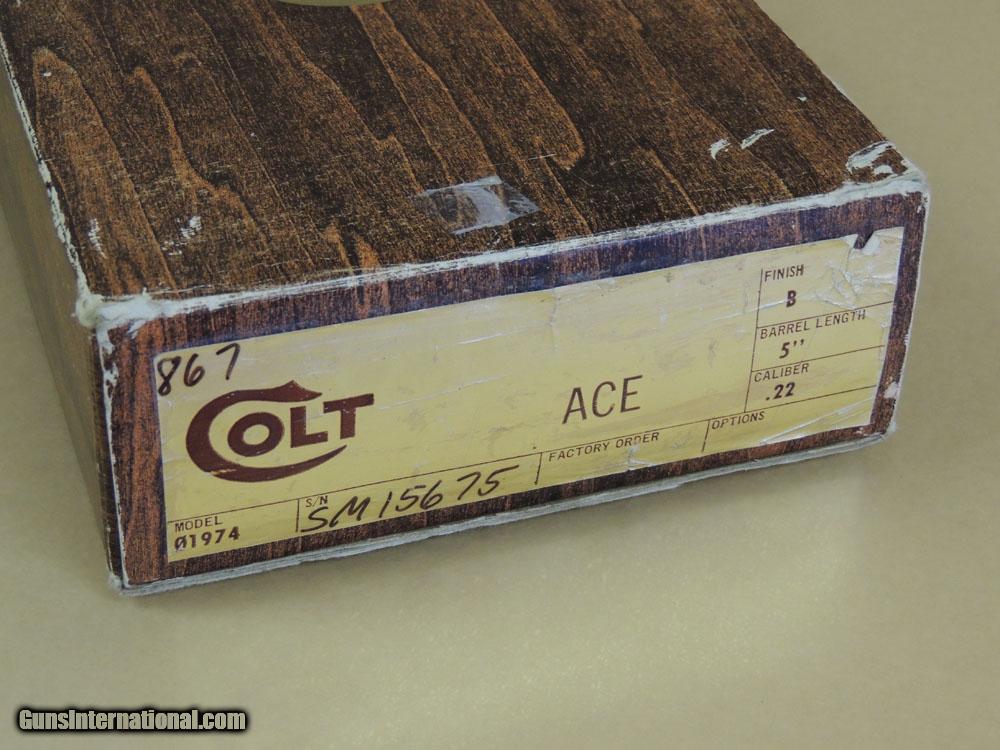 867
COLT
ACE
FINISH
B
BARREL LENGTH
5"
CALIBER
.22
MODEL
Ø1974
S/N
SM15675
FACTORY ORDER
OPTIONS
GunsInternational.com